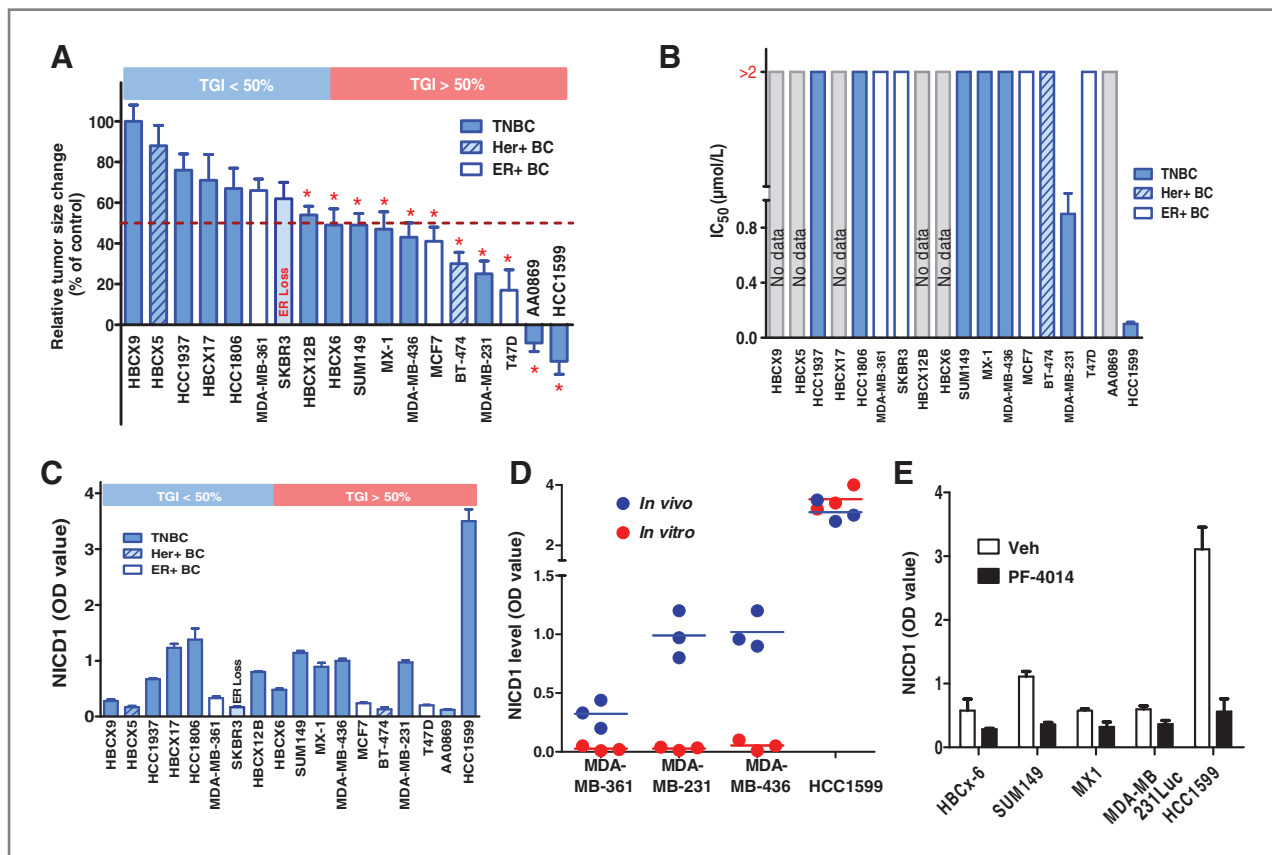 A
TGI < 50%
TGI > 50%
Relative tumor size change
(% of control)
100
80
60
40
20
0
TNBC
Her+ BC
ER+ BC
ER Loss
* * * * * * * * * * *
HBCX9
HBCX5
HCC1937
HBCX17
HCC1806
MDA-MB-361
SKBR3
HBCX12B
HBCX6
SUM149
MX-1
MDA-MB-436
MCF7
BT-474
MDA-MB-231
T47D
AA0869
HCC1599
B
IC50 (µmol/L)
>2
0.8
0.4
0.0
No data
No data
No data
No data
No data
No data
TNBC
Her+ BC
ER+ BC
HBCX9
HBCX5
HCC1937
HBCX17
HCC1806
MDA-MB-361
SKBR3
HBCX12B
HBCX6
SUM149
MX-1
MDA-MB-436
MCF7
BT-474
MDA-MB-231
T47D
AA0869
HCC1599
C
TGI < 50%
TGI > 50%
NICD1 (OD value)
4
3
2
1
0
TNBC
Her+ BC
ER+ BC
ER Loss
HBCX9
HBCX5
HCC1937
HBCX17
HCC1806
MDA-MB-361
SKBR3
HBCX12B
HBCX6
SUM149
MX-1
MDA-MB-436
MCF7
BT-474
MDA-MB-231
T47D
AA0869
HCC1599
D
NICD1 level (OD value)
4
2
1.5
1.0
0.5
0.0
In vivo
In vitro
MDA-
MB-361
MDA-
MB-231
MDA-
MB-436
HCC1599
E
NICD1 (OD value)
4
3
2
1
0
Veh
PF-4014
HBCx-6
SUM149
MX1
MDA-MB
231Luc
HCC1599